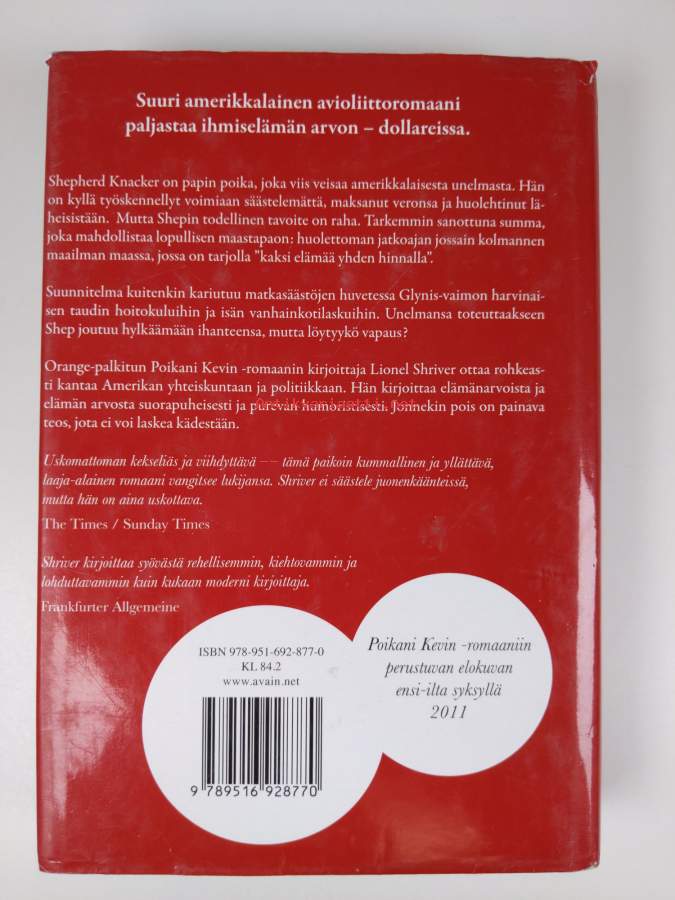 Suuri amerikkalainen avioliittoromaani
paljastaa ihmiselämän arvon – dollareissa.
Shepherd Knacker on papin poika, joka viis veisaa amerikkalaisesta unelmasta. Hän
on kyllä työskennellyt voimiaan säästelemättä, maksanut veronsa ja huolehtinut lä-
heisistään. Mutta Shepin todellinen tavoite on raha. Tarkemmin sanottuna summa,
joka mahdollistaa lopullisen maastapaon: huolettoman jatkoajan jossain kolmannen
maailman maassa, jossa on tarjolla "kaksi elämää yhden hinnalla".
Suunnitelma kuitenkin kariutuu matkasäästöjen huvetessa Glynis-vaimon harvinai-
sen taudin hoitokuluihin ja isän vanhainkotilaskuihin. Unelmansa toteuttaakseen
Shep joutuu hylkäämään ihanteensa, mutta löytyykö vapaus?
Orange-palkitun Poikani Kevin -romaanin kirjoittaja Lionel Shriver ottaa rohkeas-
ti kantaa Amerikan yhteiskuntaan ja politiikkaan. Hän kirjoittaa elämänarvoista ja
elämän arvosta suorapuheisesti ja purevan humoristisesti. Jonnekin pois on painava
teos, jota ei voi laskea kädestään.
Antikvariaatti.net
Uskomattoman kekseliäs ja viihdyttävä –– tämä paikoin kummallinen ja yllättävä,
laaja-alainen romaani vangitsee lukijansa. Shriver ei säästele juonenkäänteissä,
mutta hän on aina uskottava.
The Times / Sunday Times
Shriver kirjoittaa syövästä rehellisemmin, kiehtovammin ja
lohduttavammin kuin kukaan moderni kirjoittaja.
Frankfurter Allgemeine
ISBN 978-951-692-877-0
KL 84.2
www.avain.net
9 789516 928770
Poikani Kevin -romaaniin
perustuvan elokuvan
ensi-ilta syksyllä
2011